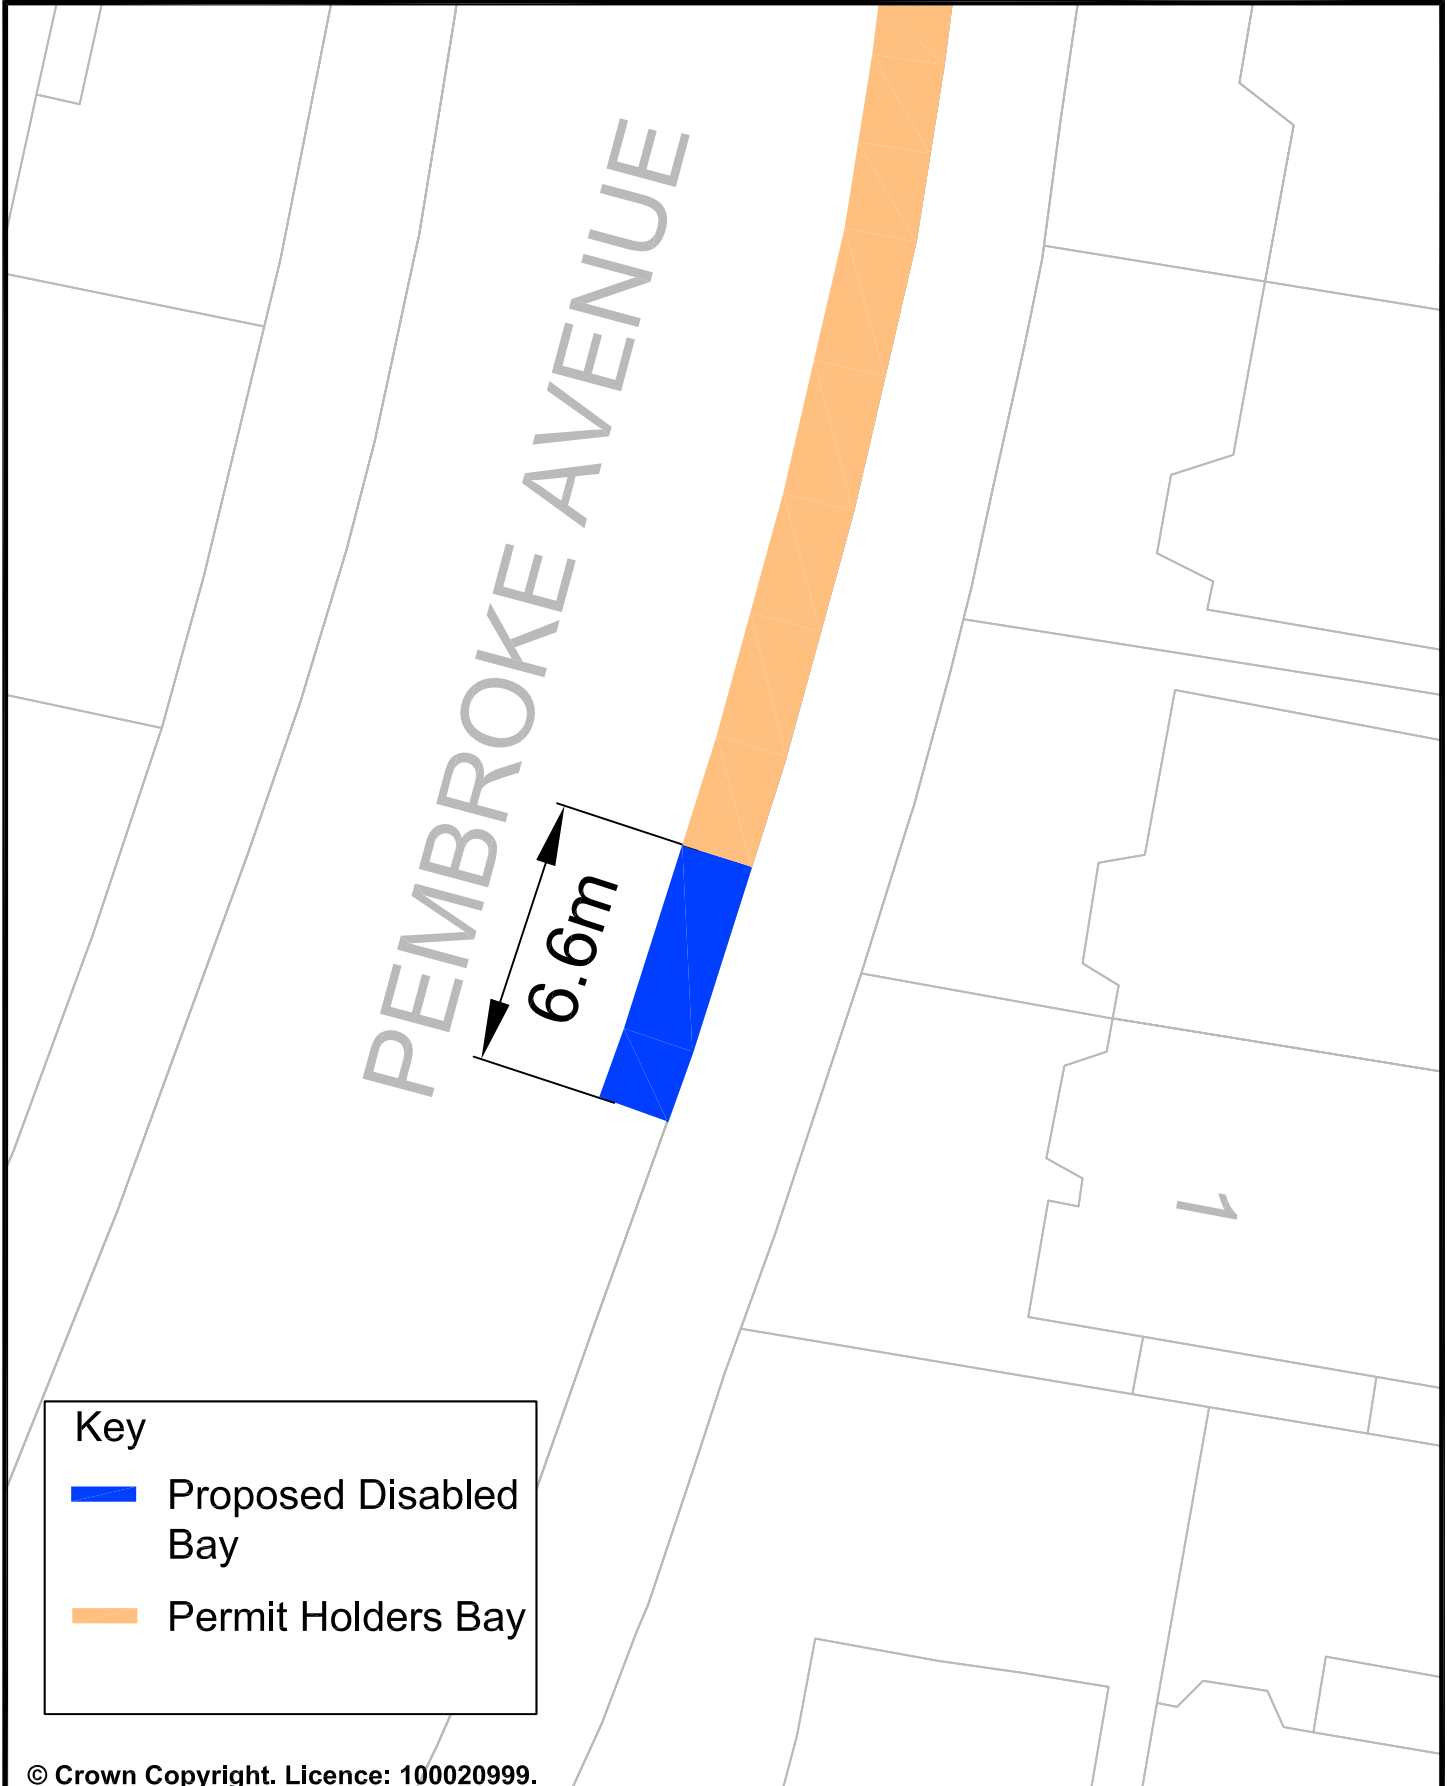 PEMBROKE AVENUE
6.6m
1
Key
Proposed Disabled
Bay
Permit Holders Bay
© Crown Copyright. Licence: 100020999.